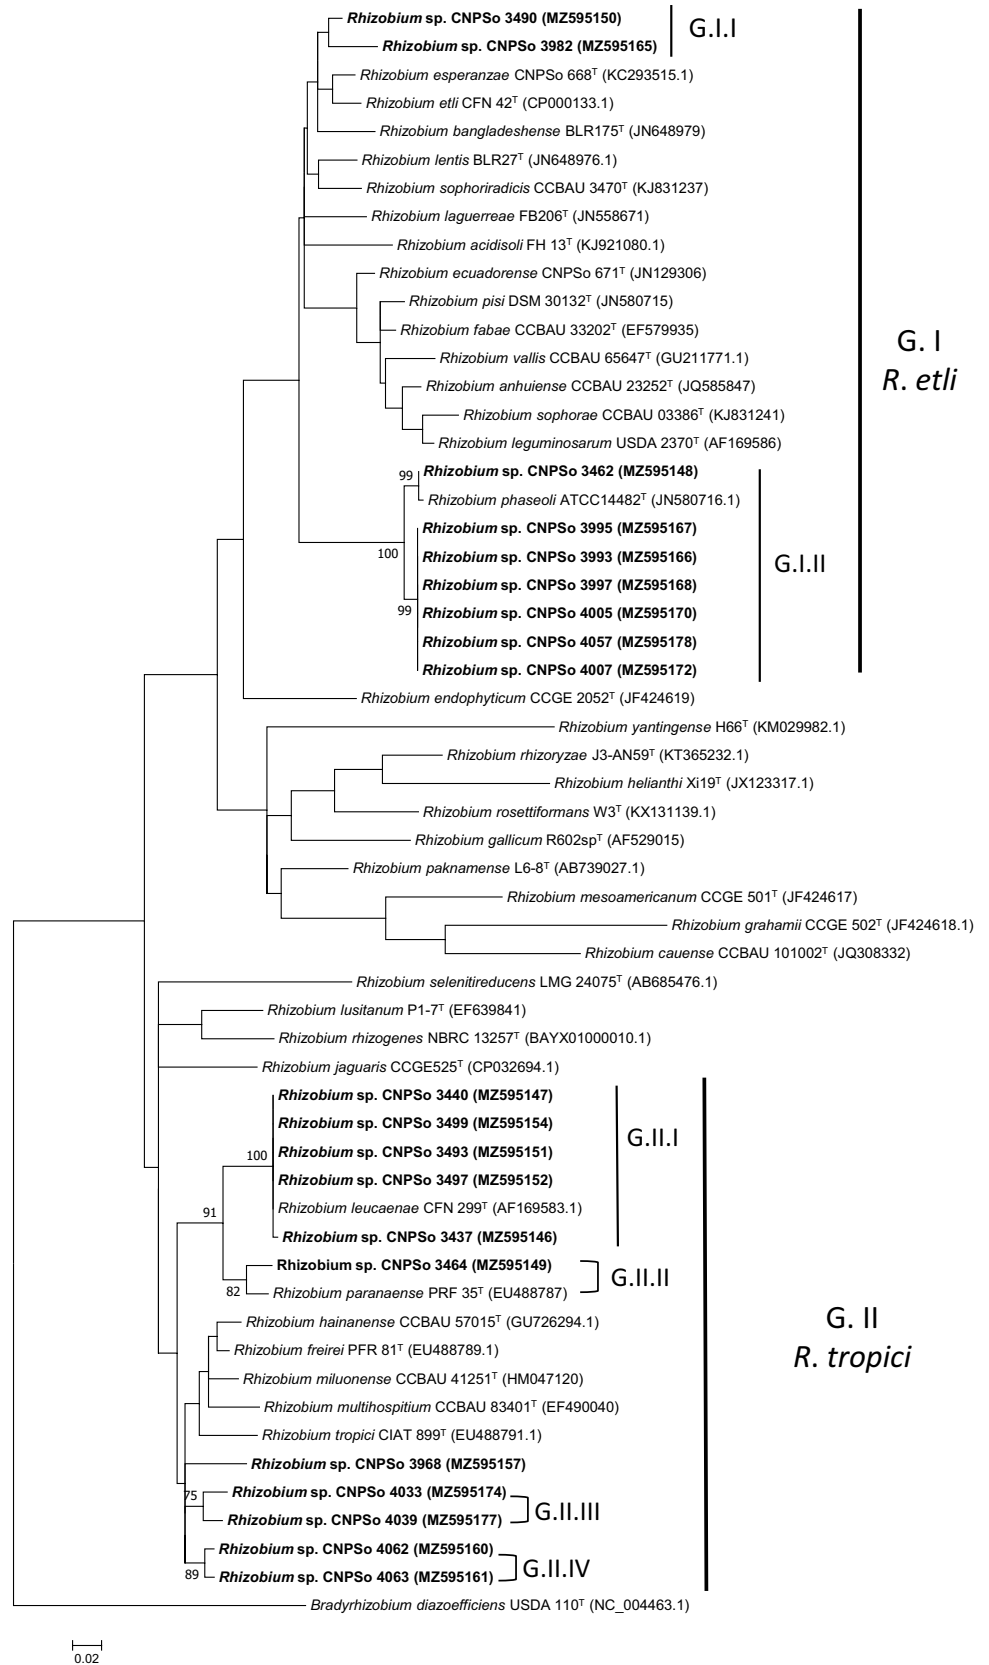 Rhizobium sp. CNPSo 3490 (MZ595150)
G.I.I
Rhizobium sp. CNPSo 3982 (MZ595165)
Rhizobium esperanzae CNPSo 668T (KC293515.1)
Rhizobium etli CFN 42T (CP000133.1)
Rhizobium bangladeshense BLR175T (JN648979)
Rhizobium lentis BLR27T (JN648976.1)
Rhizobium sophoriradicis CCBAU 3470T (KJ831237)
Rhizobium laguerreae FB206T (JN558671)
Rhizobium acidisoli FH 13T (KJ921080.1)
Rhizobium ecuadorense CNPSo 671T (JN129306)
Rhizobium pisi DSM 30132T (JN580715)
Rhizobium fabae CCBAU 33202T (EF579935)
G. I
Rhizobium vallis CCBAU 65647T (GU211771.1)
R. etli
Rhizobium anhuiense CCBAU 23252T (JQ585847)
Rhizobium sophorae CCBAU 03386T (KJ831241)
Rhizobium leguminosarum USDA 2370T (AF169586)
99
Rhizobium sp. CNPSo 3462 (MZ595148)
Rhizobium phaseoli ATCC14482T (JN580716.1)
Rhizobium sp. CNPSo 3995 (MZ595167)
100
Rhizobium sp. CNPSo 3993 (MZ595166)
G.I.II
Rhizobium sp. CNPSo 3997 (MZ595168)
99
Rhizobium sp. CNPSo 4005 (MZ595170)
Rhizobium sp. CNPSo 4057 (MZ595178)
Rhizobium sp. CNPSo 4007 (MZ595172)
Rhizobium endophyticum CCGE 2052T (JF424619)
Rhizobium yantingense H66T (KM029982.1)
Rhizobium rhizoryzae J3-AN59T (KT365232.1)
Rhizobium helianthi Xi19T (JX123317.1)
Rhizobium rosettiformans W3T (KX131139.1)
Rhizobium gallicum R602spT (AF529015)
Rhizobium paknamense L6-8T (AB739027.1)
Rhizobium mesoamericanum CCGE 501T (JF424617)
Rhizobium grahamii CCGE 502T (JF424618.1)
Rhizobium cauense CCBAU 101002T (JQ308332)
Rhizobium selenitireducens LMG 24075T (AB685476.1)
Rhizobium lusitanum P1-7T (EF639841)
Rhizobium rhizogenes NBRC 13257T (BAYX01000010.1)
Rhizobium jaguaris CCGE525T (CP032694.1)
Rhizobium sp. CNPSo 3440 (MZ595147)
Rhizobium sp. CNPSo 3499 (MZ595154)
G.II.I
100
Rhizobium sp. CNPSo 3493 (MZ595151)
Rhizobium sp. CNPSo 3497 (MZ595152)
91
Rhizobium leucaenae CFN 299T (AF169583.1)
Rhizobium sp. CNPSo 3437 (MZ595146)
Rhizobium sp. CNPSo 3464 (MZ595149)
G.II.II
82
Rhizobium paranaense PRF 35T (EU488787)
Rhizobium hainanense CCBAU 57015T (GU726294.1)
G. II
Rhizobium freirei PFR 81T (EU488789.1)
R. tropici
Rhizobium miluonense CCBAU 41251T (HM047120)
Rhizobium multihospitium CCBAU 83401T (EF490040)
Rhizobium tropici CIAT 899T (EU488791.1)
Rhizobium sp. CNPSo 3968 (MZ595157)
75
Rhizobium sp. CNPSo 4033 (MZ595174)
G.II.III
Rhizobium sp. CNPSo 4039 (MZ595177)
Rhizobium sp. CNPSo 4062 (MZ595160)
G.II.IV
89
Rhizobium sp. CNPSo 4063 (MZ595161)
Bradyrhizobium diazoefficiens USDA 110T (NC_004463.1)
0.02